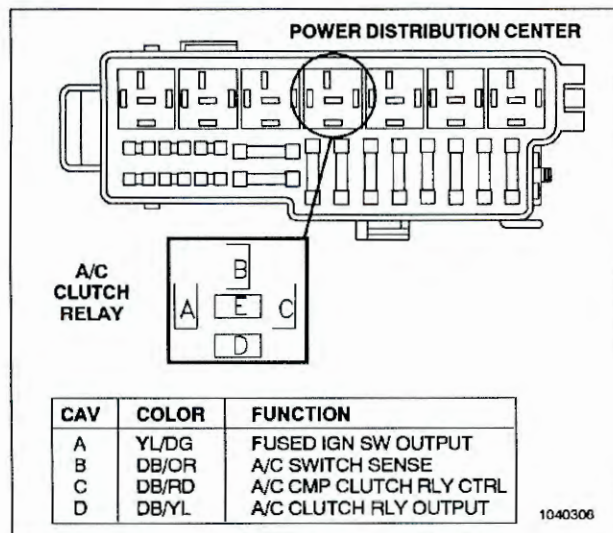 POWER DISTRIBUTION CENTER
A/C
CLUTCH
RELAY
B
A E C
D
CAV COLOR FUNCTION
A YL/DG FUSED IGN SW OUTPUT
B DB/OR A/C SWITCH SENSE
C DB/RD A/C CMP CLUTCH RLY CTRL
D DB/YL A/C CLUTCH RLY OUTPUT
1040306